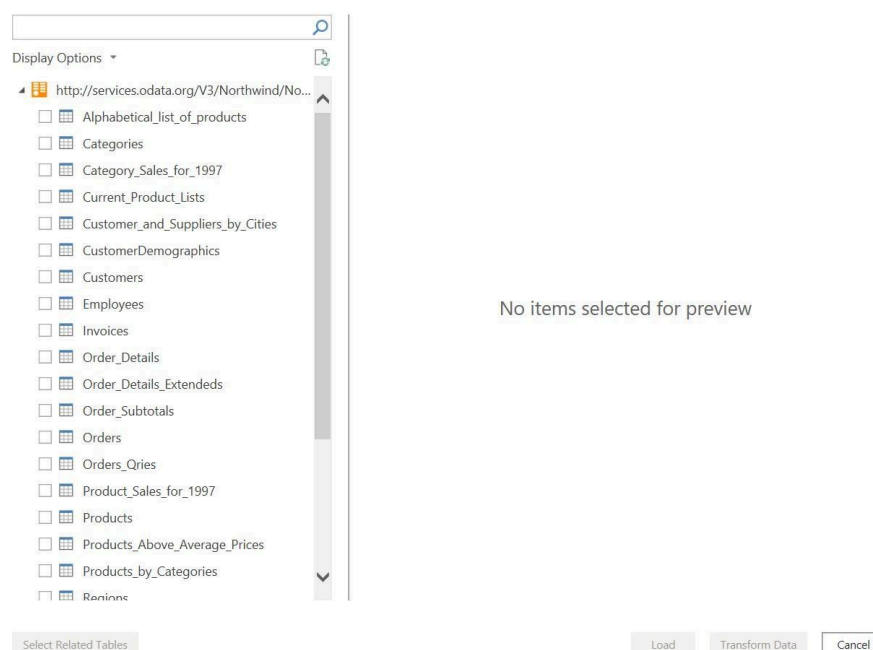 Display Options
http://services.odata.org/V3/Northwind/No...
Alphabetical_list_of_products
Categories
Category_Sales_for_1997
Current_Product_Lists
Customer_and_Suppliers_by_Cities
CustomerDemographics
Customers
Employees
Invoices
Order_Details
Order_Details_Extendeds
Order_Subtotals
Orders
Orders_Qries
Product_Sales_for_1997
Products
Products_Above_Average_Prices
Products_by_Categories
Regions
No items selected for preview
Select Related Tables
Load
Transform Data
Cancel